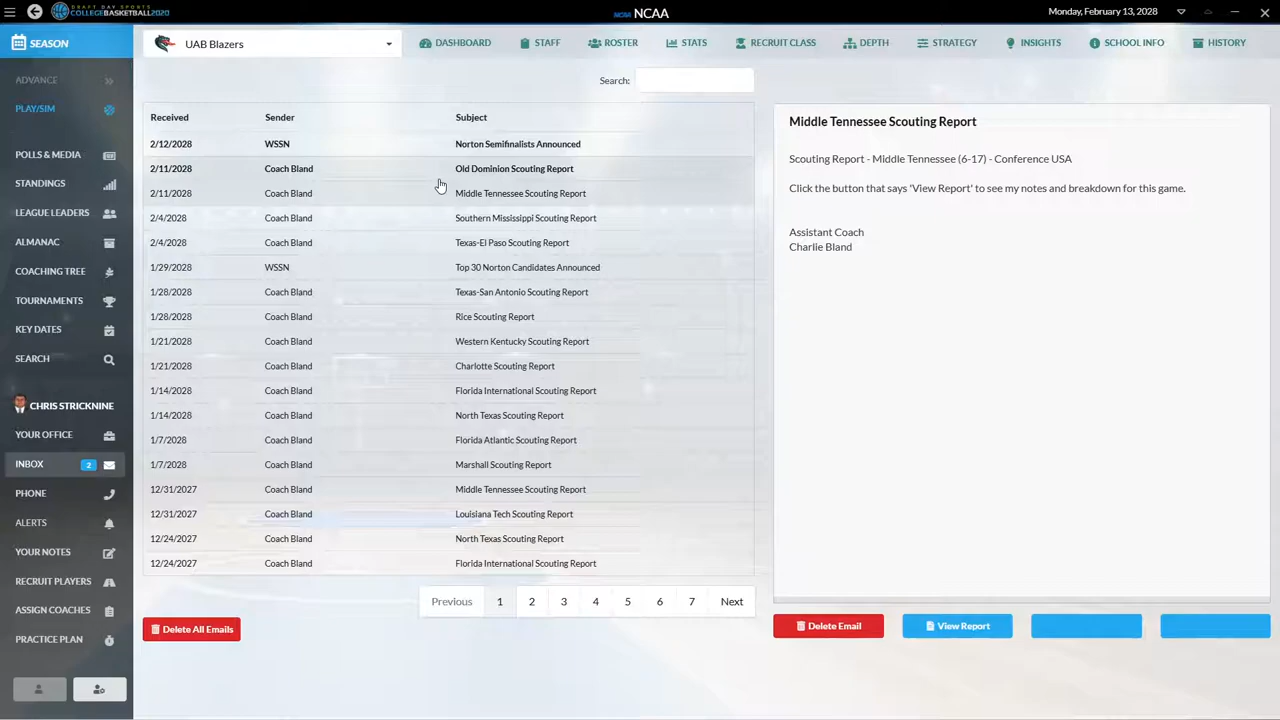 DRAFT DAY SPORTS
COLLEGE BASKETBALL 2020
NCAA NCAA
Monday, February 13, 2028
SEASON
UAB Blazers
DASHBOARD STAFF ROSTER STATS RECRUIT CLASS DEPTH STRATEGY INSIGHTS SCHOOL INFO HISTORY
ADVANCE
PLAY/SIM
POLLS & MEDIA
STANDINGS
LEAGUE LEADERS
ALMANAC
COACHING TREE
TOURNAMENTS
KEY DATES
SEARCH
CHRIS STRICKNINE
YOUR OFFICE
INBOX 2
PHONE
ALERTS
YOUR NOTES
RECRUIT PLAYERS
ASSIGN COACHES
PRACTICE PLAN
Search:
Received Sender Subject
2/12/2028 WSSN Norton Semifinalists Announced
2/11/2028 Coach Bland Old Dominion Scouting Report
2/11/2028 Coach Bland Middle Tennessee Scouting Report
2/4/2028 Coach Bland Southern Mississippi Scouting Report
2/4/2028 Coach Bland Texas-El Paso Scouting Report
1/29/2028 WSSN Top 30 Norton Candidates Announced
1/28/2028 Coach Bland Texas-San Antonio Scouting Report
1/28/2028 Coach Bland Rice Scouting Report
1/21/2028 Coach Bland Western Kentucky Scouting Report
1/21/2028 Coach Bland Charlotte Scouting Report
1/14/2028 Coach Bland Florida International Scouting Report
1/14/2028 Coach Bland North Texas Scouting Report
1/7/2028 Coach Bland Florida Atlantic Scouting Report
1/7/2028 Coach Bland Marshall Scouting Report
12/31/2027 Coach Bland Middle Tennessee Scouting Report
12/31/2027 Coach Bland Louisiana Tech Scouting Report
12/24/2027 Coach Bland North Texas Scouting Report
12/24/2027 Coach Bland Florida International Scouting Report
Previous 1 2 3 4 5 6 7 Next
Delete All Emails
Middle Tennessee Scouting Report
Scouting Report - Middle Tennessee (6-17) - Conference USA
Click the button that says 'View Report' to see my notes and breakdown for this game.
Assistant Coach
Charlie Bland
Delete Email View Report